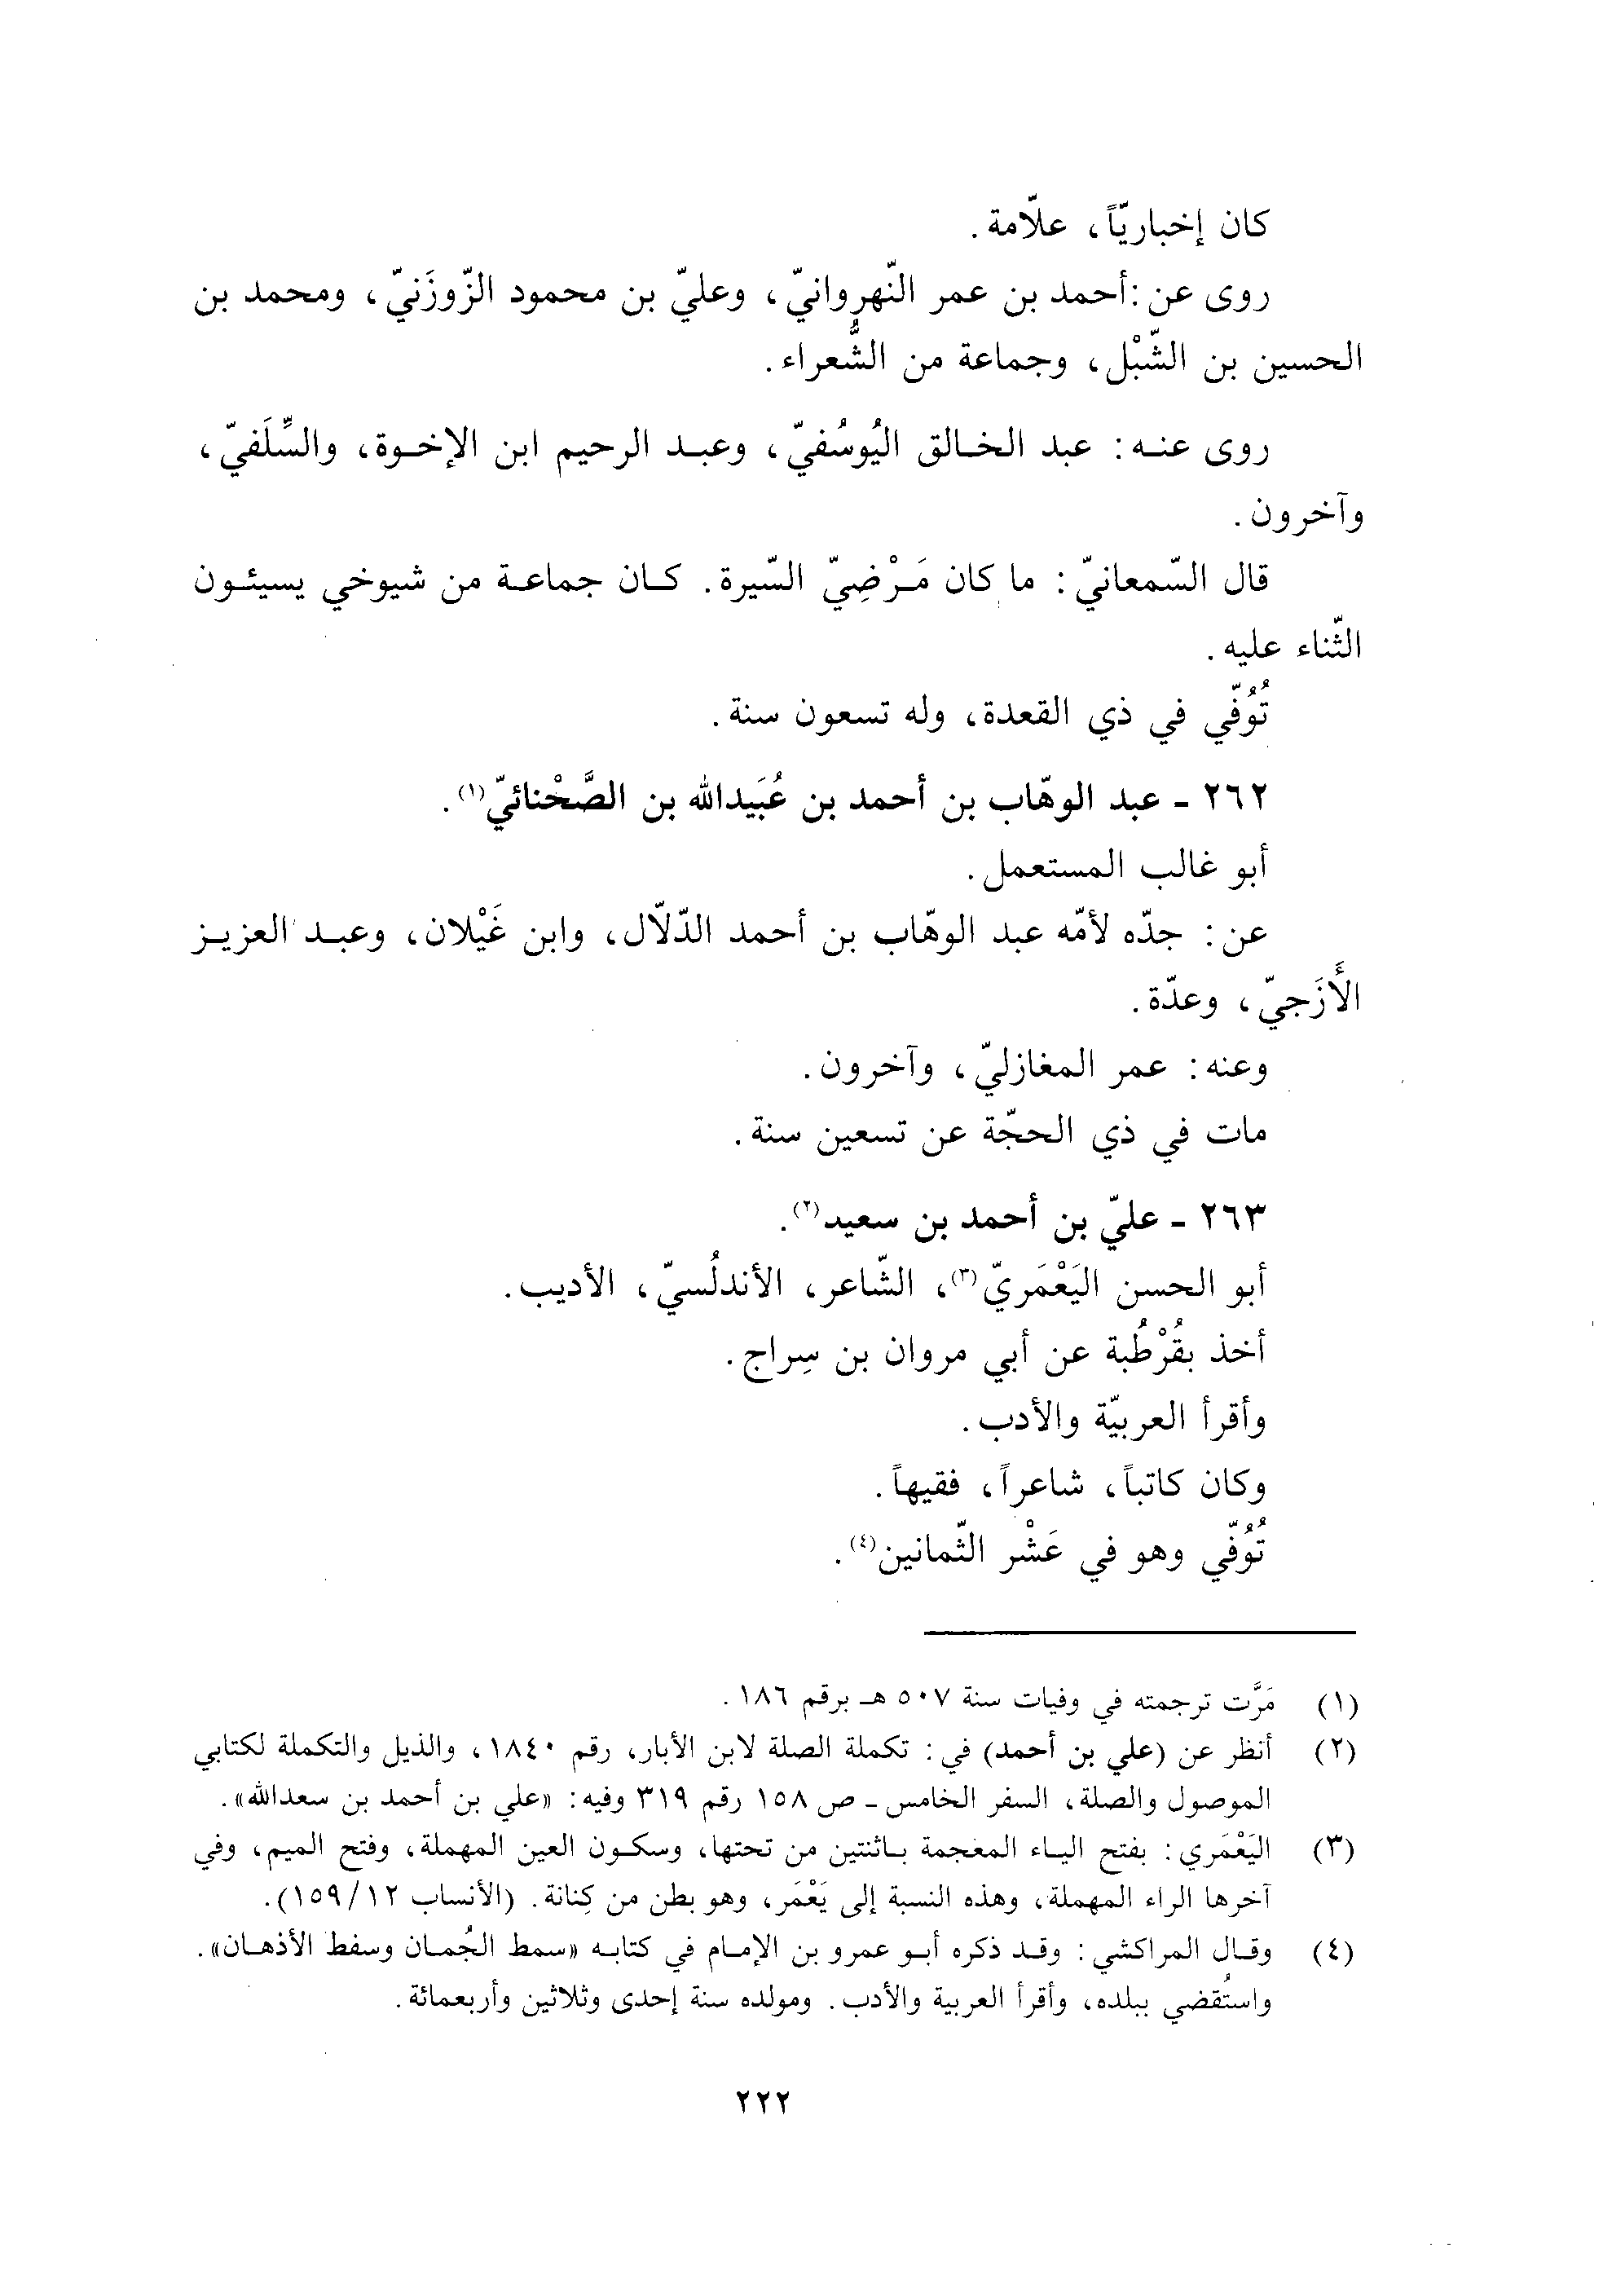 كان إخباريّاً، علّامة.
روى عن: أحمد بن عمر النّهروانيّ، وعليّ بن محمود الزّوزَنيّ، ومحمد بن
الحسين بن الشّبْل، وجماعة من الشُّعراء.
روى عنه: عبد الخالق اليُوسُفيّ، وعبد الرحيم ابن الإخوة، والسِّلَفيّ،
وآخرون.
قال السّمعانيّ: ما كان مَرْضِيّ السّيرة. كان جماعة من شيوخي يسيئون
الثّناء عليه.
تُوُفّي في ذي القعدة، وله تسعون سنة.
٢٦٢ - عبد الوهّاب بن أحمد بن عُبَيدالله بن الصَّحْنائيّ(١).
أبو غالب المستعمل.
عن: جدّه لأمّه عبد الوهّاب بن أحمد الدّلّال، وابن غَيْلان، وعبد العزيز
الأَزَجيّ، وعدّة.
وعنه: عمر المغازليّ، وآخرون.
مات في ذي الحجّة عن تسعين سنة.
٢٦٣ - عليّ بن أحمد بن سعيد(٢).
أبو الحسن اليَعْمَريّ(٣)، الشّاعر، الأندلُسيّ، الأديب.
أخذ بقُرْطُبة عن أبي مروان بن سِراج.
وأقرأ العربيّة والأدب.
وكان كاتباً، شاعراً، فقيهاً.
تُوُفّي وهو في عَشْر الثّمانين(٤).
(١) مَرَّت ترجمته في وفيات سنة ٥٠٧ هـ برقم ١٨٦.
(٢) أنظر عن (علي بن أحمد) في: تكملة الصلة لابن الأبار، رقم ١٨٤٠، والذيل والتكملة لكتابي
الموصول والصلة، السفر الخامس - ص ١٥٨ رقم ٣١٩ وفيه: «علي بن أحمد بن سعدالله».
(٣) اليَعْمَري: بفتح الياء المعجمة باثنتين من تحتها، وسكون العين المهملة، وفتح الميم، وفي
آخرها الراء المهملة، وهذه النسبة إلى يَعْمَر، وهو بطن من كِنانة. (الأنساب ١٢/١٥٩).
(٤) وقال المراكشي: وقد ذكره أبو عمرو بن الإمام في كتابه «سمط الجُمان وسفط الأذهان».
واستُقضي ببلده، وأقرأ العربية والأدب. ومولده سنة إحدى وثلاثين وأربعمائة.
٢٢٢